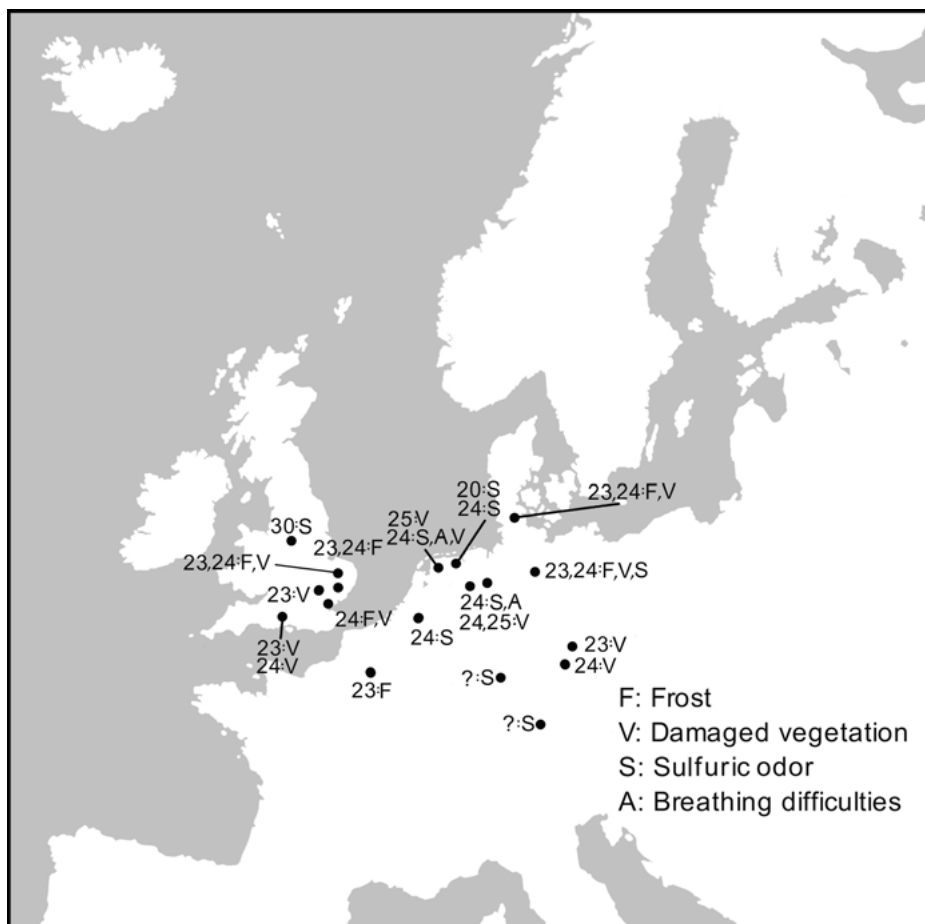 20:S
24:S
23,24:F,V
25:V
24:S,A,V
30:S
23,24:F
23,24:F,V
23:V
24:F,V
23:V
24:V
23,24:F,V,S
24:S,A
24,25:V
24:S
23:F
23:V
24:V
?:S
?:S
F: Frost
V: Damaged vegetation
S: Sulfuric odor
A: Breathing difficulties